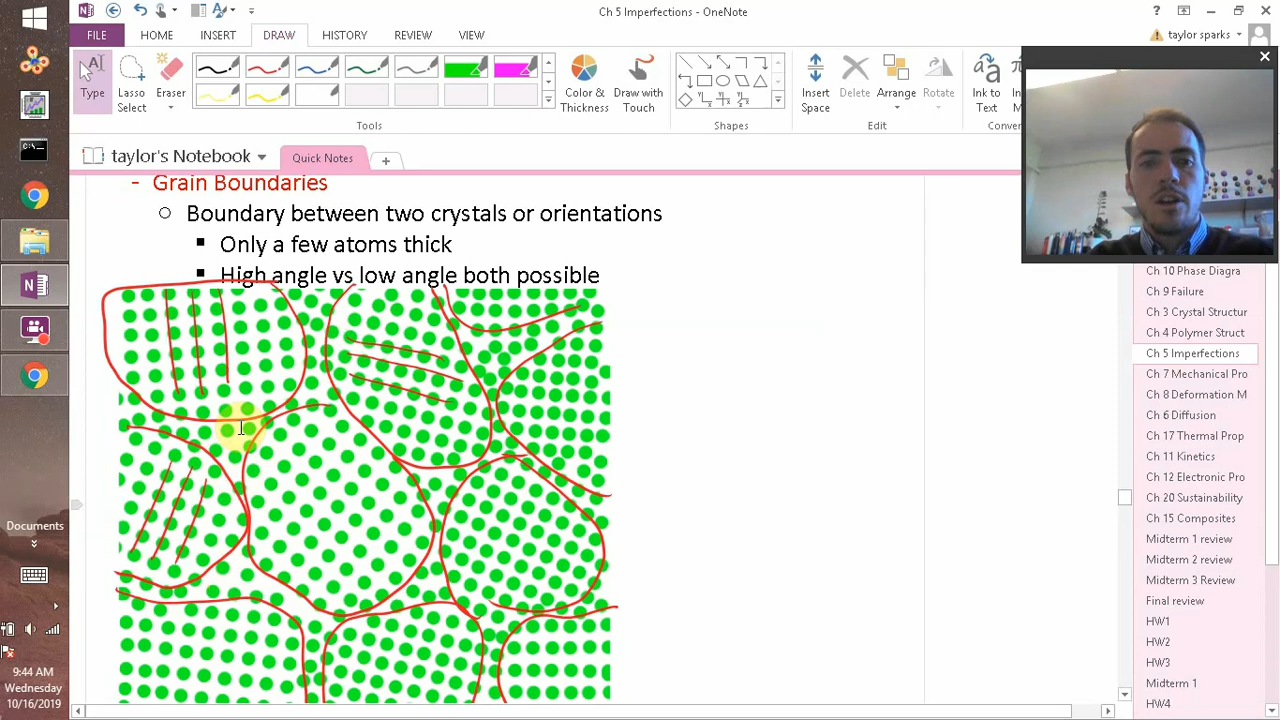 Ch 5 Imperfections - OneNote
FILE HOME INSERT DRAW HISTORY REVIEW VIEW
taylor sparks
Type
Lasso Select
Eraser
Color & Thickness
Draw with Touch
Insert Space
Delete
Arrange
Rotate
Ink to Text
Tools
Shapes
Edit
Conver
taylor's Notebook
Quick Notes
- Grain Boundaries
Boundary between two crystals or orientations
Only a few atoms thick
High angle vs low angle both possible
Ch 10 Phase Diagra
Ch 9 Failure
Ch 3 Crystal Structur
Ch 4 Polymer Struct
Ch 5 Imperfections
Ch 7 Mechanical Pro
Ch 8 Deformation M
Ch 6 Diffusion
Ch 17 Thermal Prop
Ch 11 Kinetics
Ch 12 Electronic Pro
Ch 20 Sustainability
Ch 15 Composites
Midterm 1 review
Midterm 2 review
Midterm 3 Review
Final review
HW1
HW2
HW3
Midterm 1
HW4
Documents
9:44 AM
Wednesday
10/16/2019